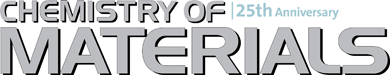 CHEMISTRY OF | 25th Anniversary
MATERIALS